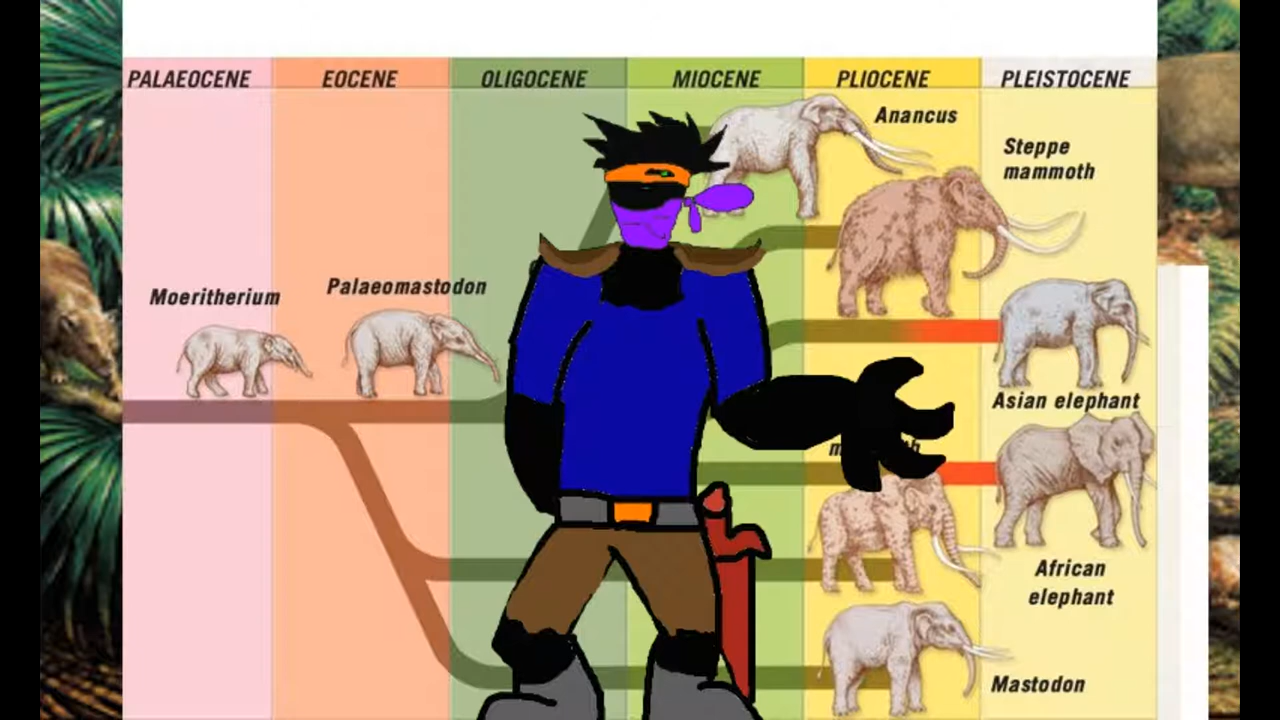 PALAEOCENE EOCENE OLIGOCENE MIOCENE PLIOCENE PLEISTOCENE
Anancus
Steppe
mammoth
Palaeomastodon
Moeritherium
Asian elephant
African
elephant
Mastodon